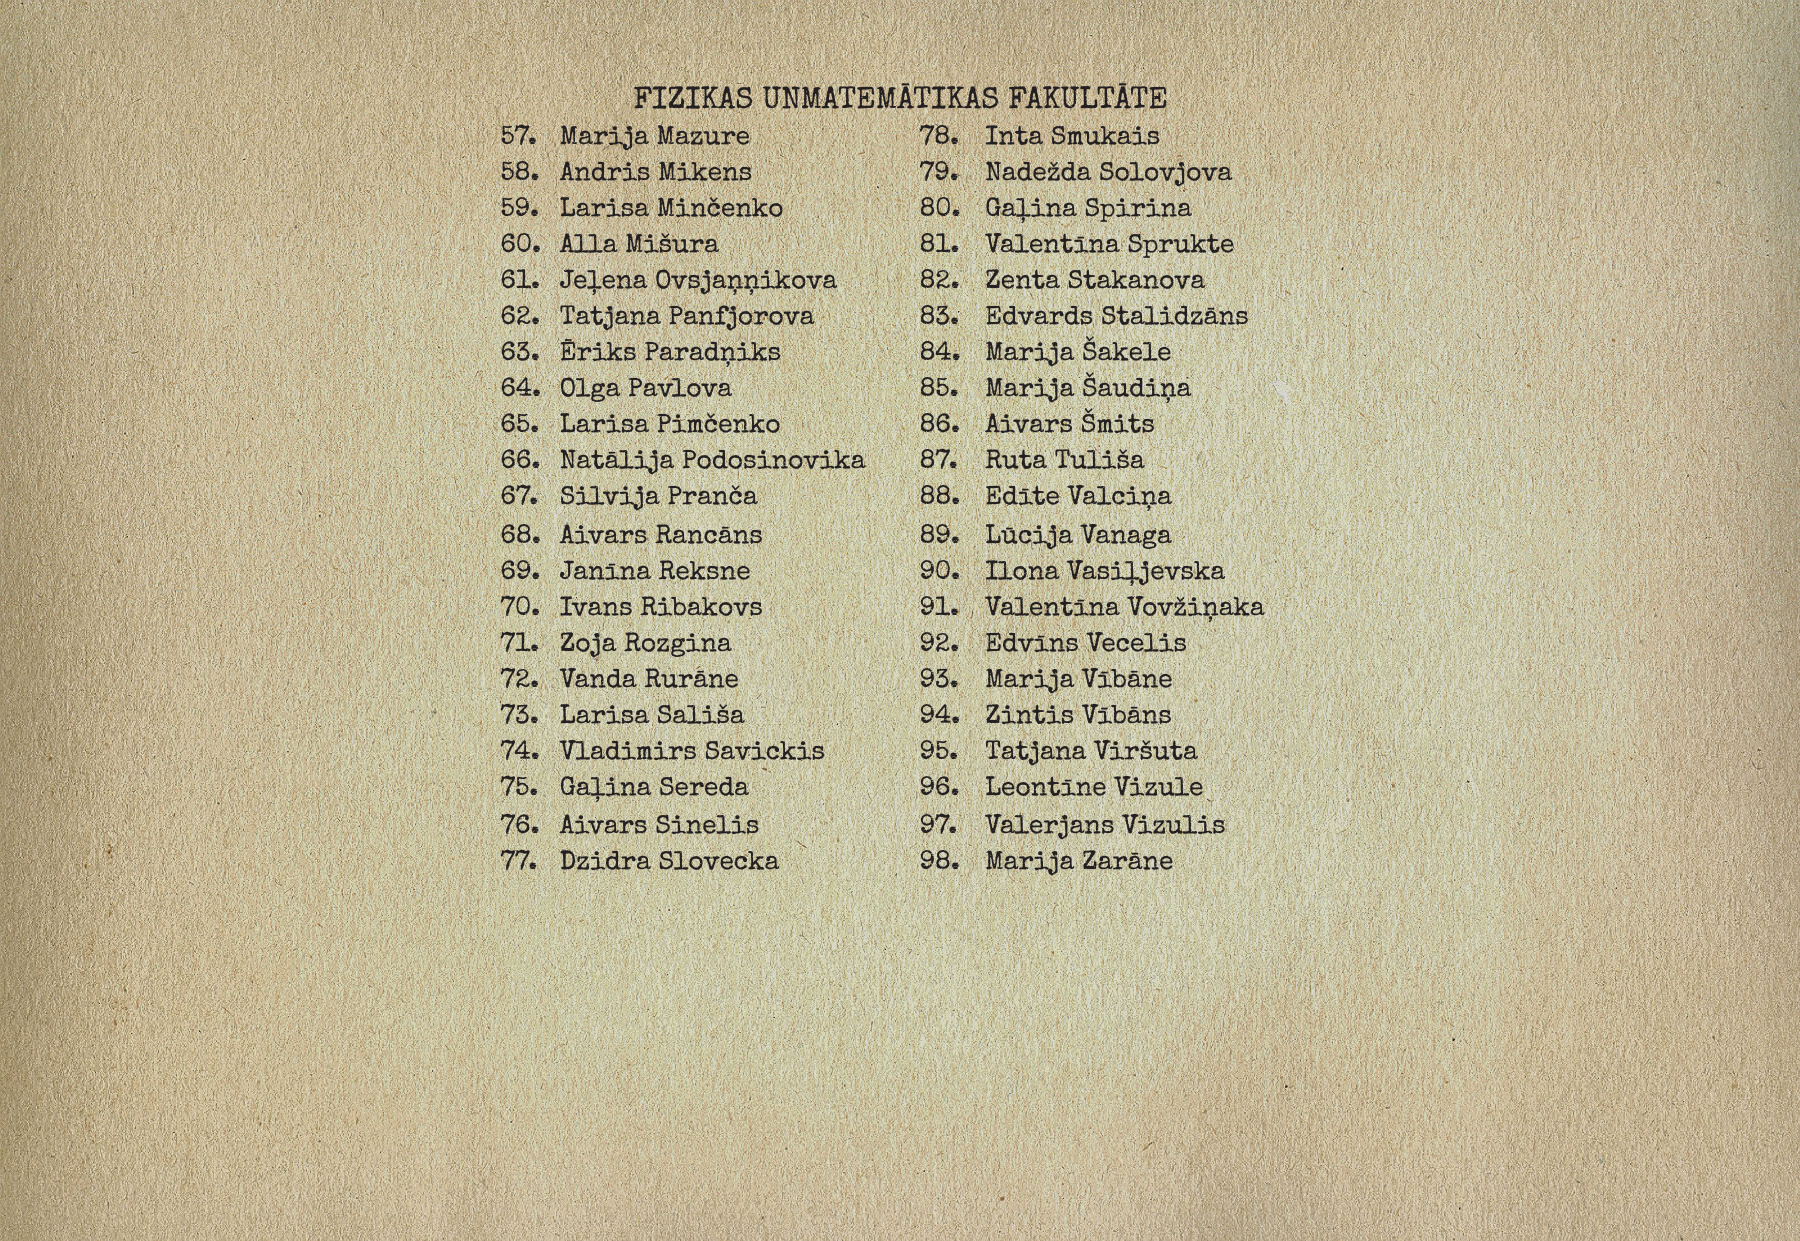 FIZIKAS UNMATEMĀTIKAS FAKULTĀTE
57. Marija Mazure
58. Andris Mikens
59. Larisa Minčenko
60. Alla Mišura
61. Jeļena Ovsjaņņikova
62. Tatjana Panfjorova
63. Ēriks Paradņiks
64. Olga Pavlova
65. Larisa Pimčenko
66. Natālija Podosinovika
67. Silvija Pranča
68. Aivars Rancāns
69. Janīna Reksne
70. Ivans Ribakovs
71. Zoja Rozgina
72. Vanda Rurāne
73. Larisa Sališa
74. Vladimirs Savickis
75. Gaļina Sereda
76. Aivars Sinelis
77. Dzidra Slovecka
78. Inta Smukais
79. Nadežda Solovjova
80. Gaļina Spirina
81. Valentīna Sprukte
82. Zenta Stakanova
83. Edvards Stalidzāns
84. Marija Šakele
85. Marija Šaudiņa
86. Aivars Šmits
87. Ruta Tuliša
88. Edīte Valciņa
89. Lūcija Vanaga
90. Ilona Vasiļjevska
91. Valentīna Vovžiņaka
92. Edvīns Vecelis
93. Marija Vībāne
94. Zintis Vībāns
95. Tatjana Viršuta
96. Leontīne Vizule
97. Valerjans Vizulis
98. Marija Zarāne